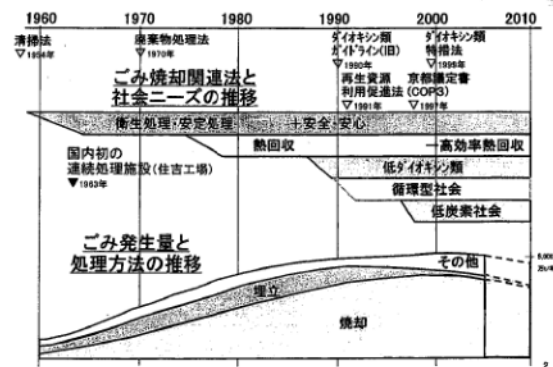 1960 1970 1980 1990 2000 2010
清掃法
▽1954年
廃棄物処理法
▽1970年
ダイオキシン類
ガイドライン(旧)
▽1990年
ダイオキシン類
特措法
▽1999年
再生資源
利用促進法
▽1991年
京都議定書
(COP3)
▽1997年
ごみ焼却関連法と
社会ニーズの推移
衛生処理・安定処理 ＋安全・安心
熱回収 高効率熱回収
低ダイオキシン類
循環型社会
低炭素社会
国内初の
連続処理施設(住吉工場)
▼1963年
ごみ発生量と
処理方法の推移
その他
埋立
焼却